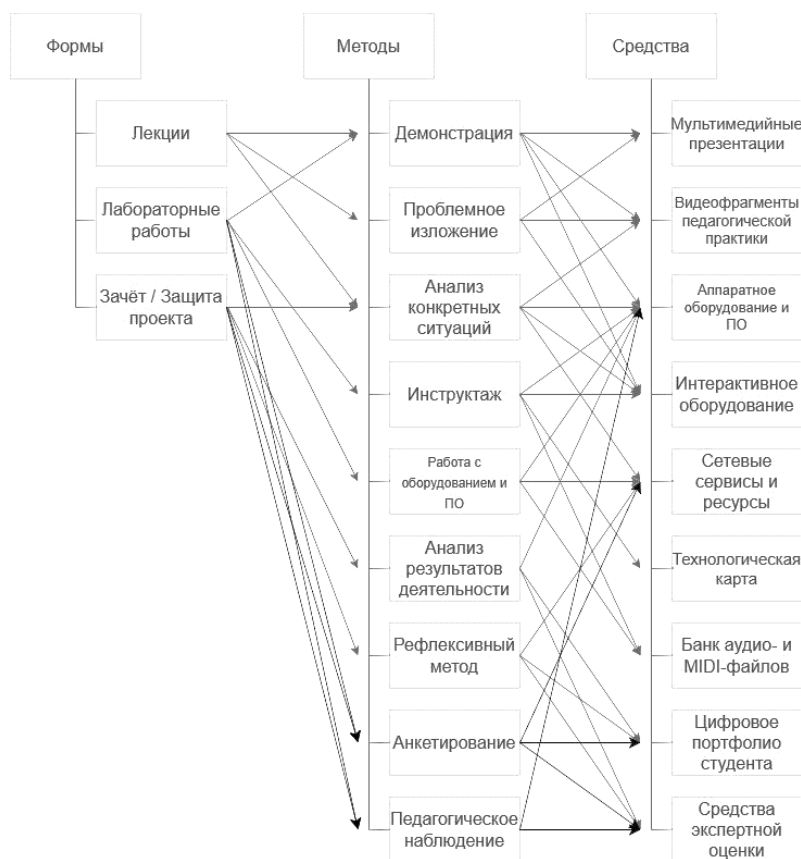 Формы
Методы
Средства
Лекции
Лабораторные
работы
Зачёт / Защита
проекта
Демонстрация
Проблемное
изложение
Анализ
конкретных
ситуаций
Инструктаж
Работа с
оборудованием и
ПО
Анализ
результатов
деятельности
Рефлексивный
метод
Анкетирование
Педагогическое
наблюдение
Мультимедийные
презентации
Видеофрагменты
педагогической
практики
Аппаратное
оборудование и
ПО
Интерактивное
оборудование
Сетевые
сервисы и
ресурсы
Технологическая
карта
Банк аудио- и
MIDI-файлов
Цифровое
портфолио
студента
Средства
экспертной
оценки